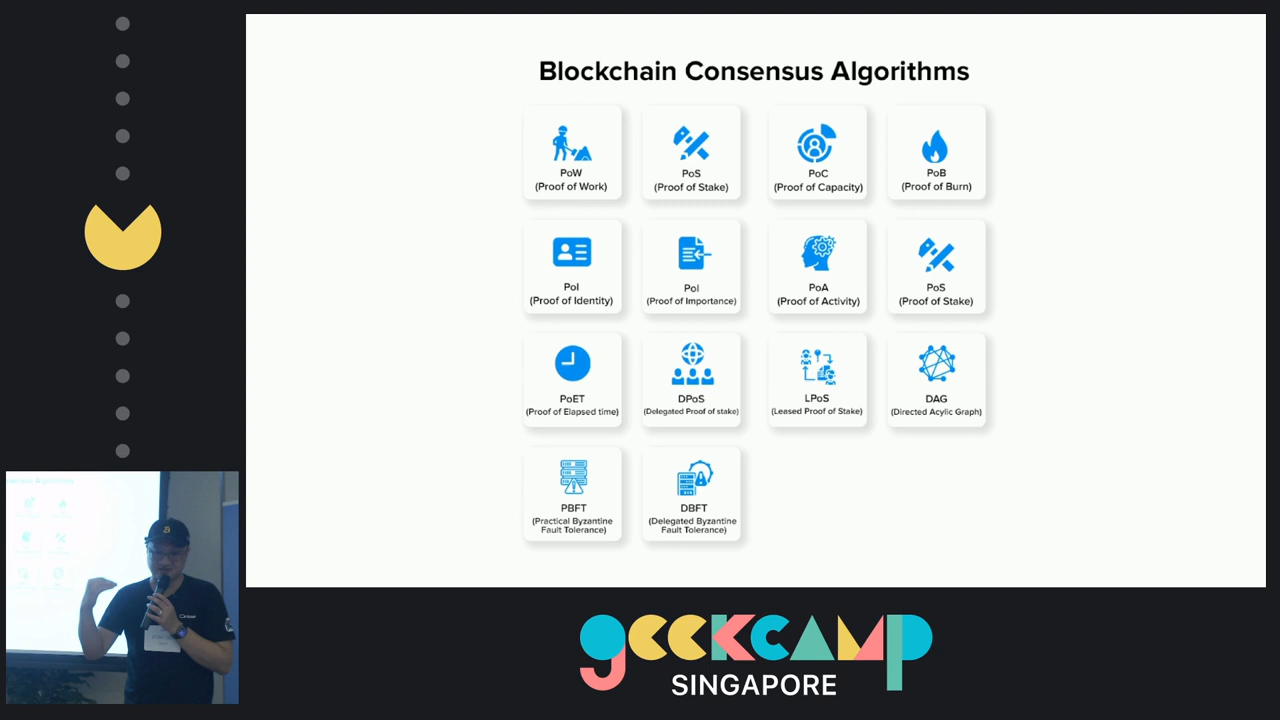 Blockchain Consensus Algorithms
PoW
(Proof of Work)
PoS
(Proof of Stake)
PoC
(Proof of Capacity)
PoB
(Proof of Burn)
PoI
(Proof of Identity)
PoI
(Proof of Importance)
PoA
(Proof of Activity)
PoS
(Proof of Stake)
PoET
(Proof of Elapsed time)
DPoS
(Delegated Proof of stake)
LPoS
(Leased Proof of Stake)
DAG
(Directed Acylic Graph)
PBFT
(Practical Byzantine
Fault Tolerance)
DBFT
(Delegated Byzantine
Fault Tolerance)
geekcamp
SINGAPORE